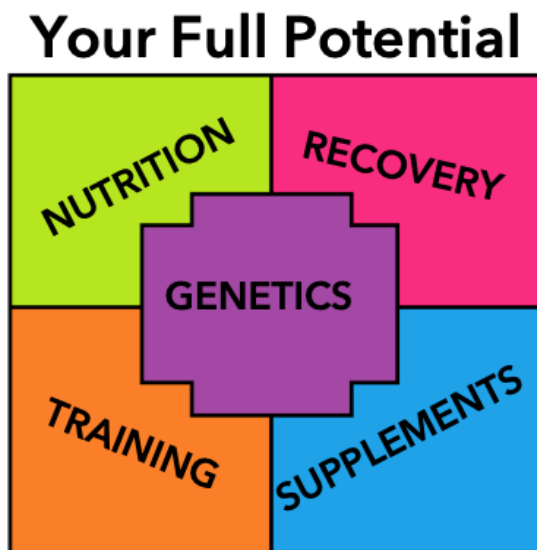 Your Full Potential
NUTRITION
RECOVERY
GENETICS
TRAINING
SUPPLEMENTS